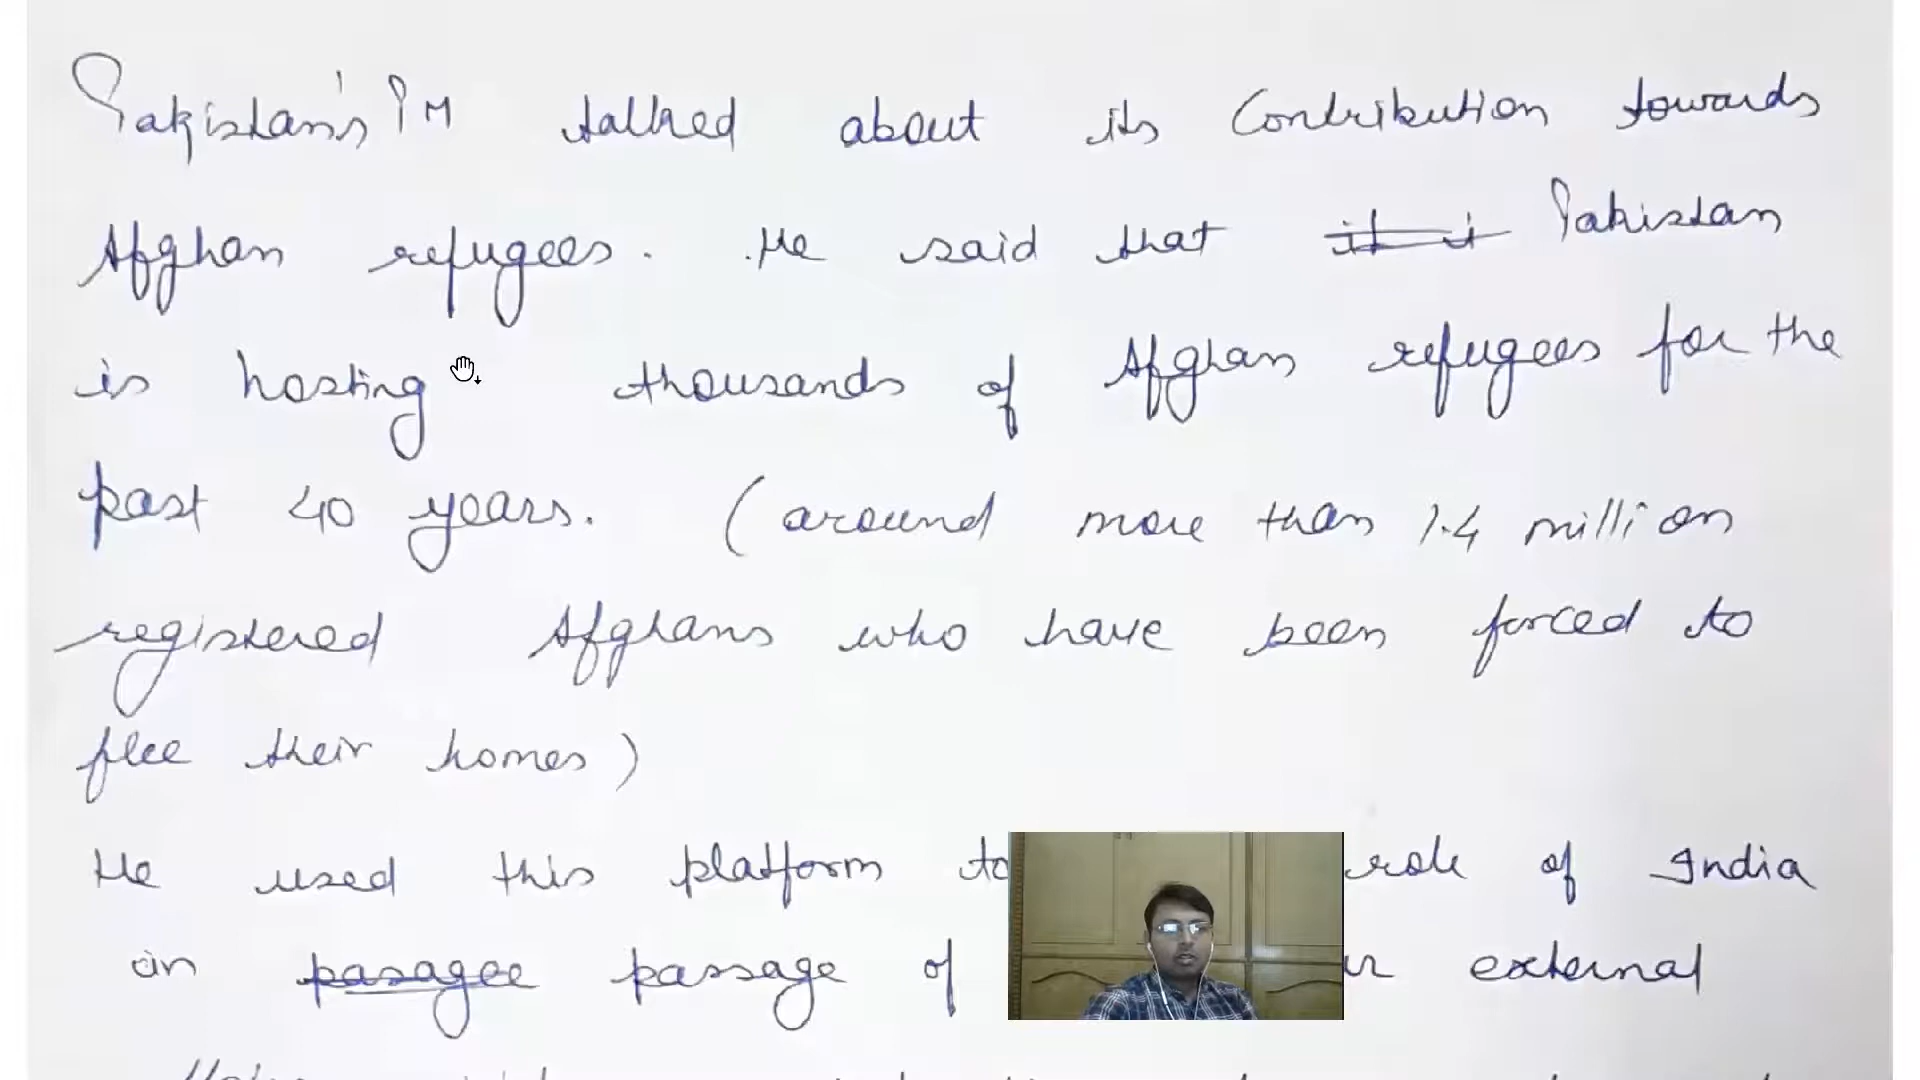 Pakistan's PM talked about its Contribution towards
Afghan refugees. He said that it i Pakistan
is hosting thousands of Afghan refugees for the
past 40 years. (around more than 1.4 million
registered Afghans who have been forced to
flee their homes)
He used this platform to role of India
in pasagee passage of external